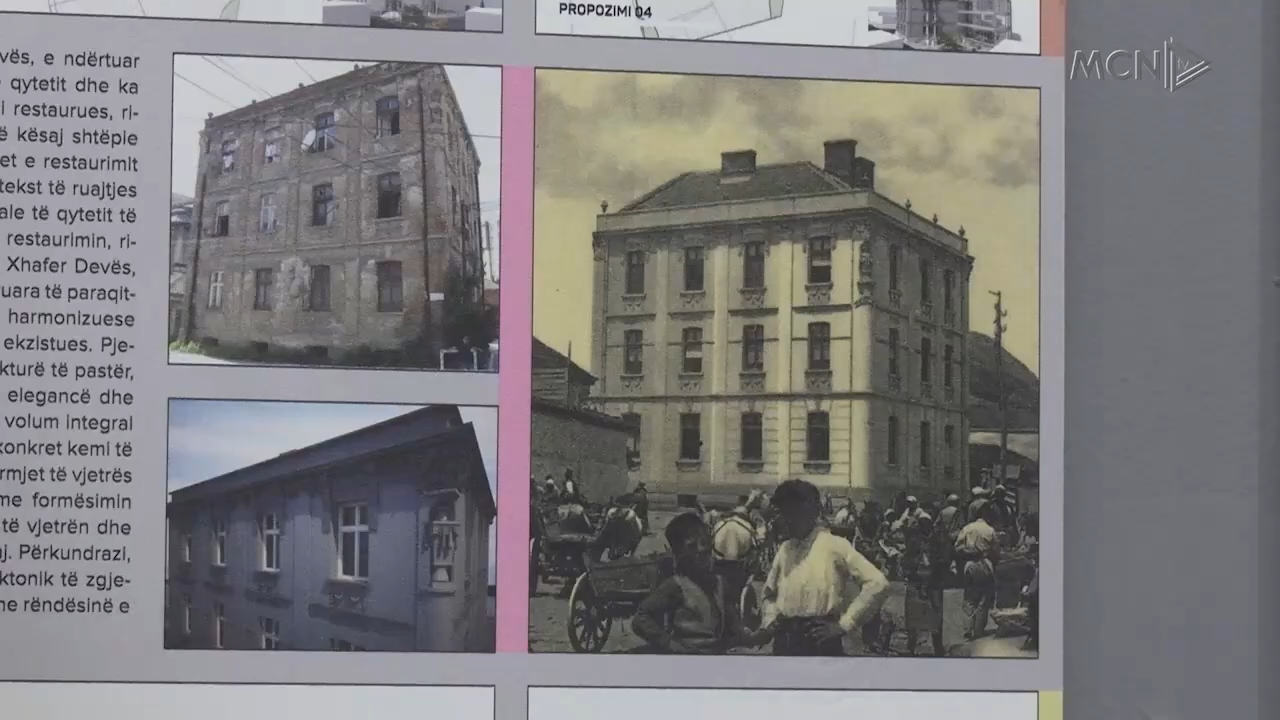 PROPOZIMI 04
MCN TV
vës, e ndërtuar
qytetit dhe ka
i restaurues, ri-
ë kësaj shtëpie
et e restaurimit
tekst të ruajtjes
ale të qytetit të
restaurimin, ri-
Xhafer Devës,
uara të paraqit-
harmonizuese
ekzistues. Pje-
kturë të pastër,
elegancë dhe
volum integral
konkret kemi të
rmjet të vjetrës
me formësimin
të vjetrën dhe
j. Përkundrazi,
ktonik të zgje-
he rëndësinë e